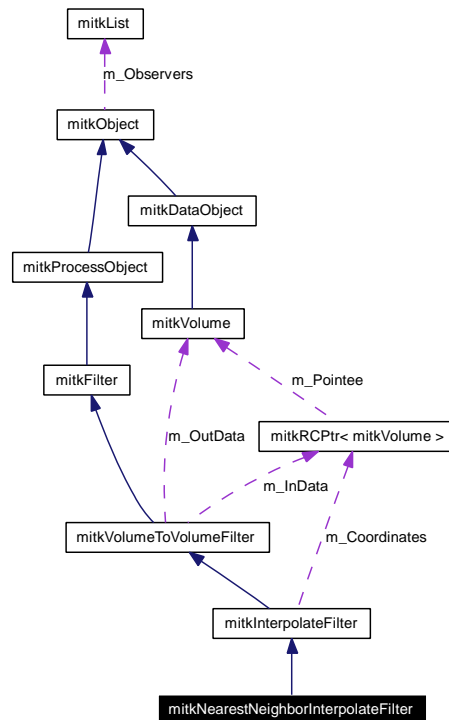 mitkList
m_Observers
mitkObject
mitkDataObject
mitkProcessObject
mitkVolume
mitkFilter
m_Pointee
m_OutData
mitkRCPtr< mitkVolume >
m_InData
mitkVolumeToVolumeFilter
m_Coordinates
mitkInterpolateFilter
mitkNearestNeighborInterpolateFilter